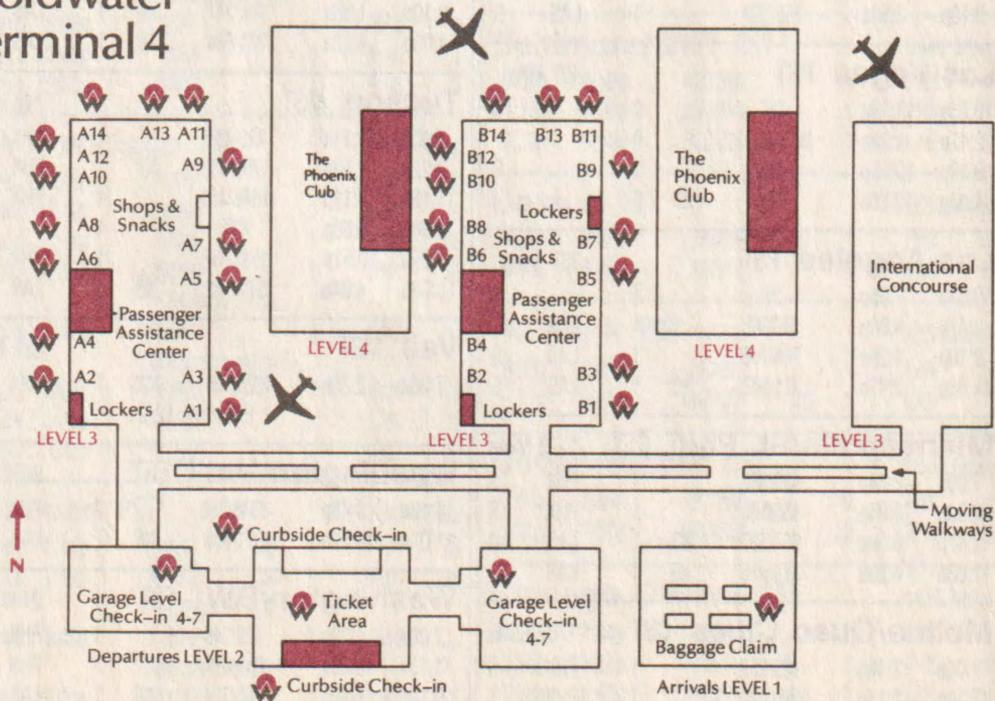 oldwater
erminal 4
A14 A13 A11
A12
A10
A9
A8
Shops &
Snacks
A7
A6
A5
Passenger
Assistance
Center
A4
A3
A2
A1
Lockers
LEVEL 3
The
Phoenix
Club
LEVEL 4
B14 B13 B11
B12
B10
B9
Lockers
B8
B7
Shops &
Snacks
B6
B5
Passenger
Assistance
Center
B4
B3
B2
B1
Lockers
LEVEL 3
The
Phoenix
Club
LEVEL 4
International
Concourse
LEVEL 3
Moving
Walkways
N
Curbside Check-in
Garage Level
Check-in 4-7
Ticket
Area
Departures LEVEL 2
Curbside Check-in
Garage Level
Check-in
4-7
Baggage Claim
Arrivals LEVEL 1